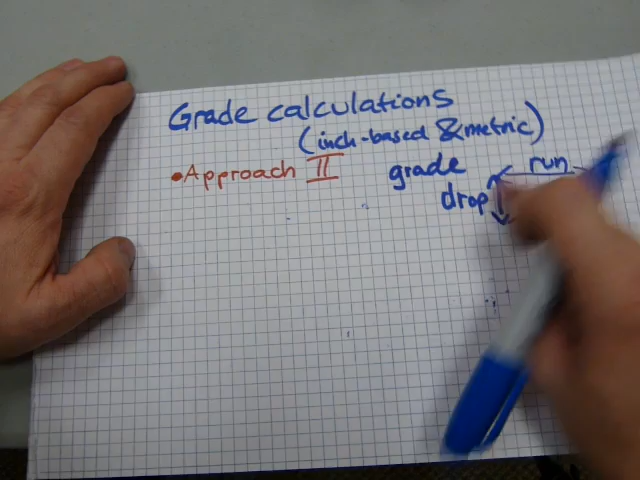 Grade calculations
(inch-based & metric)
• Approach II
grade
run
drop